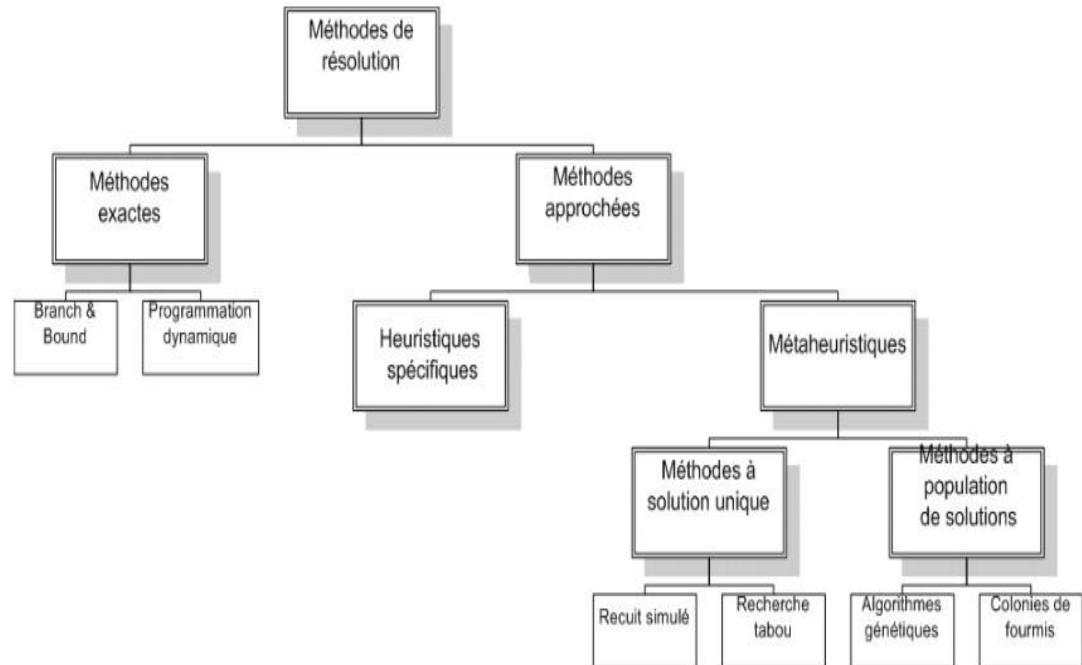 Méthodes de
résolution
Méthodes
exactes
Méthodes
approchées
Branch &
Bound
Programmation
dynamique
Heuristiques
spécifiques
Métaheuristiques
Méthodes à
solution unique
Méthodes à
population
de solutions
Recuit simulé
Recherche
tabou
Algorithmes
génétiques
Colonies de
fourmis